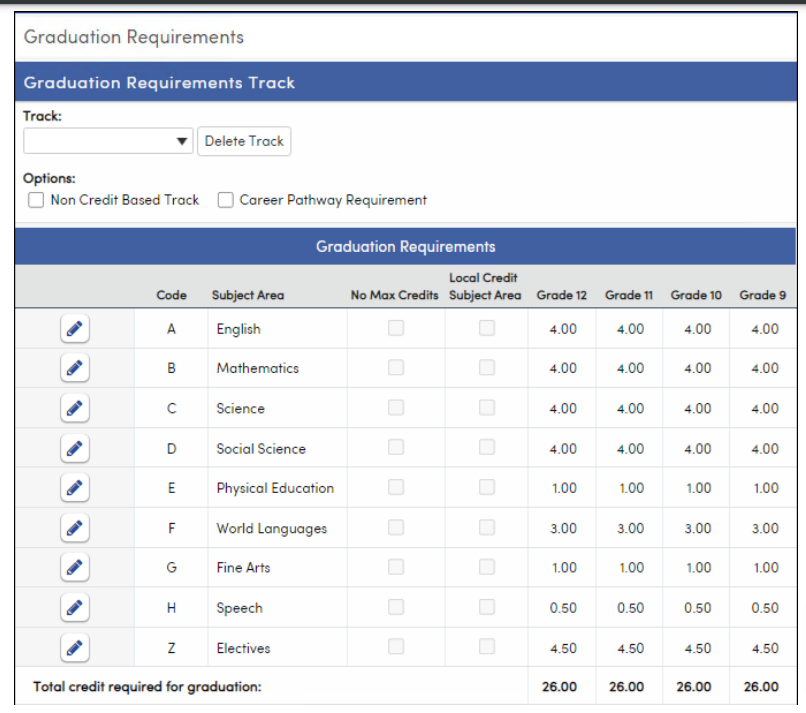 Graduation Requirements
Graduation Requirements Track
Track:
Delete Track
Options:
Non Credit Based Track Career Pathway Requirement
Graduation Requirements
Code Subject Area No Max Credits Local Credit Subject Area Grade 12 Grade 11 Grade 10 Grade 9
A English 4.00 4.00 4.00 4.00
B Mathematics 4.00 4.00 4.00 4.00
C Science 4.00 4.00 4.00 4.00
D Social Science 4.00 4.00 4.00 4.00
E Physical Education 1.00 1.00 1.00 1.00
F World Languages 3.00 3.00 3.00 3.00
G Fine Arts 1.00 1.00 1.00 1.00
H Speech 0.50 0.50 0.50 0.50
Z Electives 4.50 4.50 4.50 4.50
Total credit required for graduation: 26.00 26.00 26.00 26.00